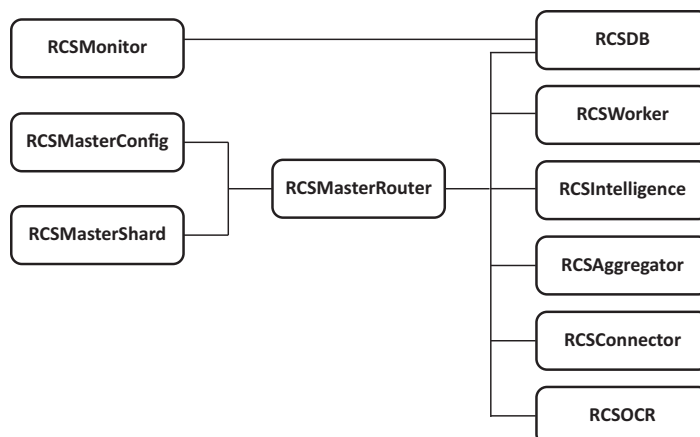 RCSMonitor
RCSDB
RCSWorker
RCSMasterConfig
RCSMasterRouter
RCSIntelligence
RCSMasterShard
RCSAggregator
RCSConnector
RCSOCR